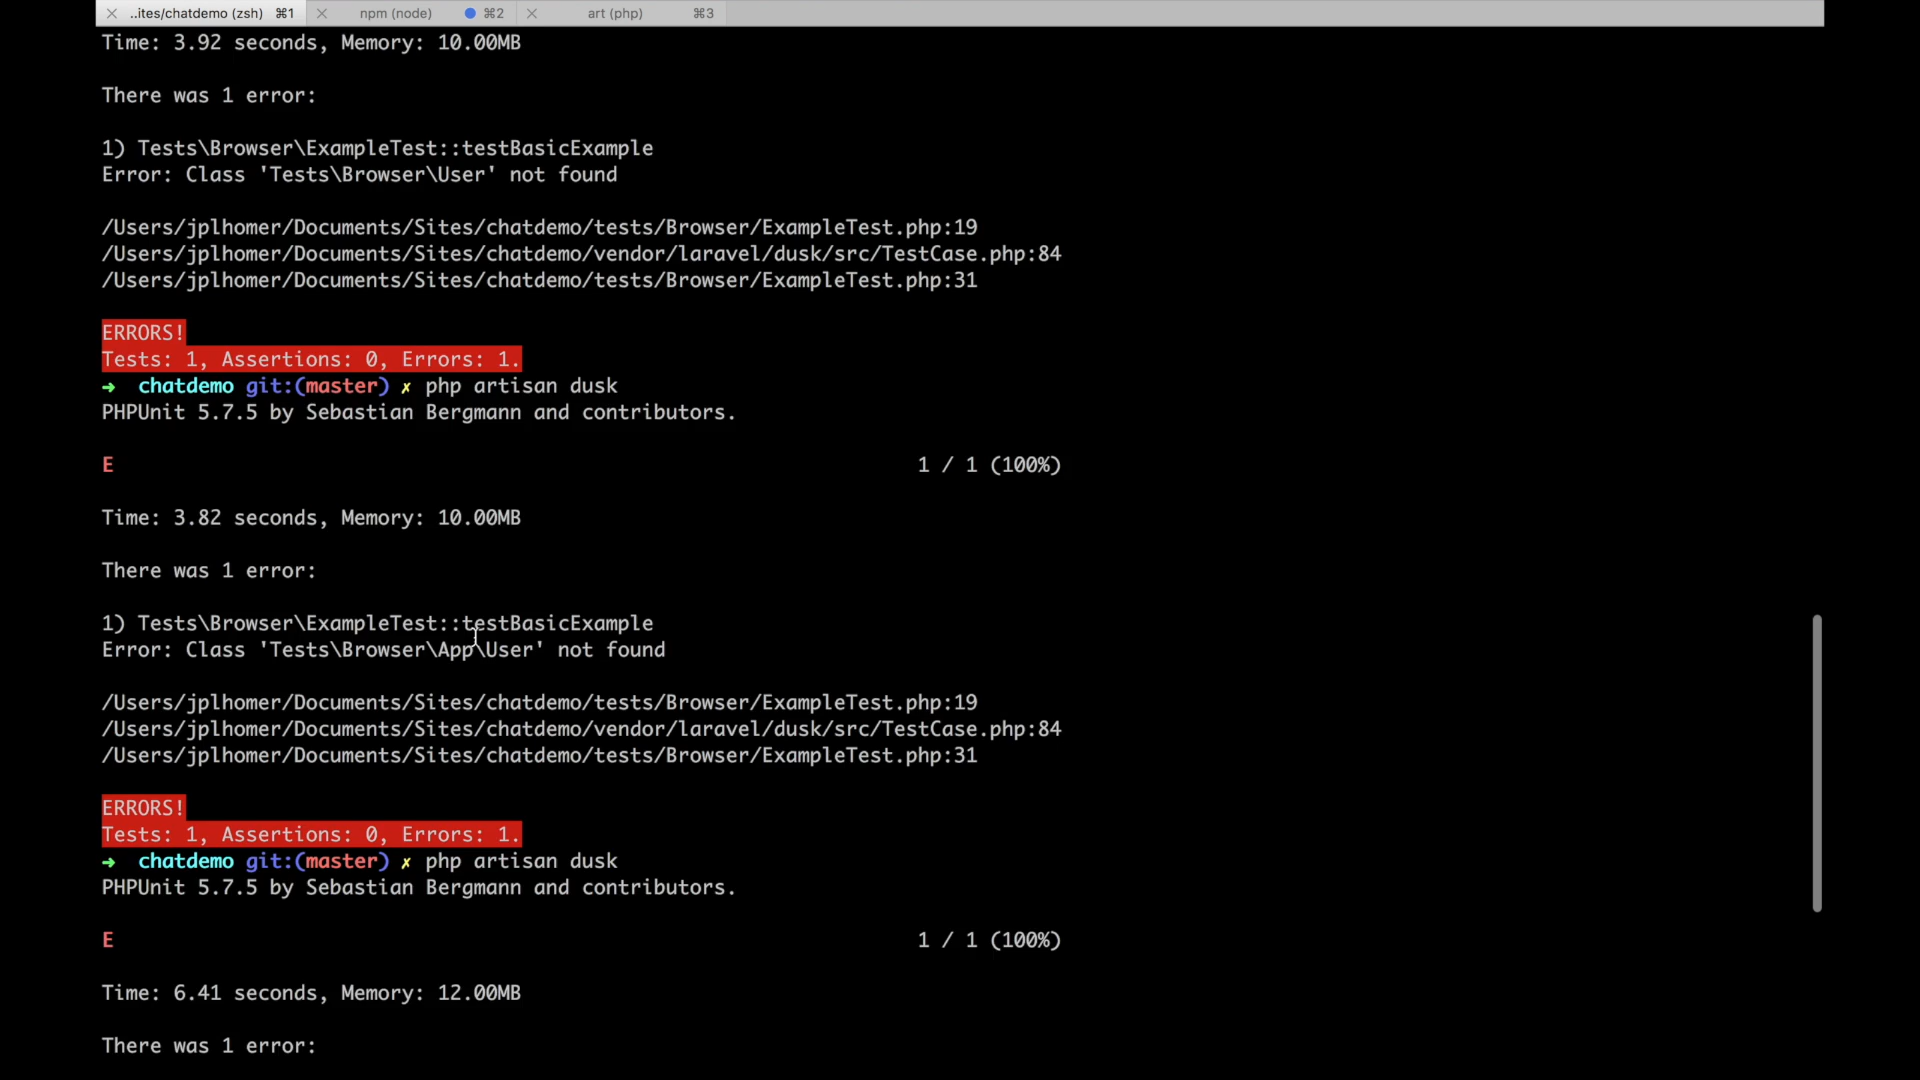 ..ites/chatdemo (zsh) ⌘1 npm (node) ⌘2 art (php) ⌘3
Time: 3.92 seconds, Memory: 10.00MB
There was 1 error:
1) Tests\Browser\ExampleTest::testBasicExample
Error: Class 'Tests\Browser\User' not found
/Users/jplhomer/Documents/Sites/chatdemo/tests/Browser/ExampleTest.php:19
/Users/jplhomer/Documents/Sites/chatdemo/vendor/laravel/dusk/src/TestCase.php:84
/Users/jplhomer/Documents/Sites/chatdemo/tests/Browser/ExampleTest.php:31
ERRORS!
Tests: 1, Assertions: 0, Errors: 1.
→ chatdemo git:(master) ✗ php artisan dusk
PHPUnit 5.7.5 by Sebastian Bergmann and contributors.
E 1 / 1 (100%)
Time: 3.82 seconds, Memory: 10.00MB
There was 1 error:
1) Tests\Browser\ExampleTest::testBasicExample
Error: Class 'Tests\Browser\App\User' not found
/Users/jplhomer/Documents/Sites/chatdemo/tests/Browser/ExampleTest.php:19
/Users/jplhomer/Documents/Sites/chatdemo/vendor/laravel/dusk/src/TestCase.php:84
/Users/jplhomer/Documents/Sites/chatdemo/tests/Browser/ExampleTest.php:31
ERRORS!
Tests: 1, Assertions: 0, Errors: 1.
→ chatdemo git:(master) ✗ php artisan dusk
PHPUnit 5.7.5 by Sebastian Bergmann and contributors.
E 1 / 1 (100%)
Time: 6.41 seconds, Memory: 12.00MB
There was 1 error: